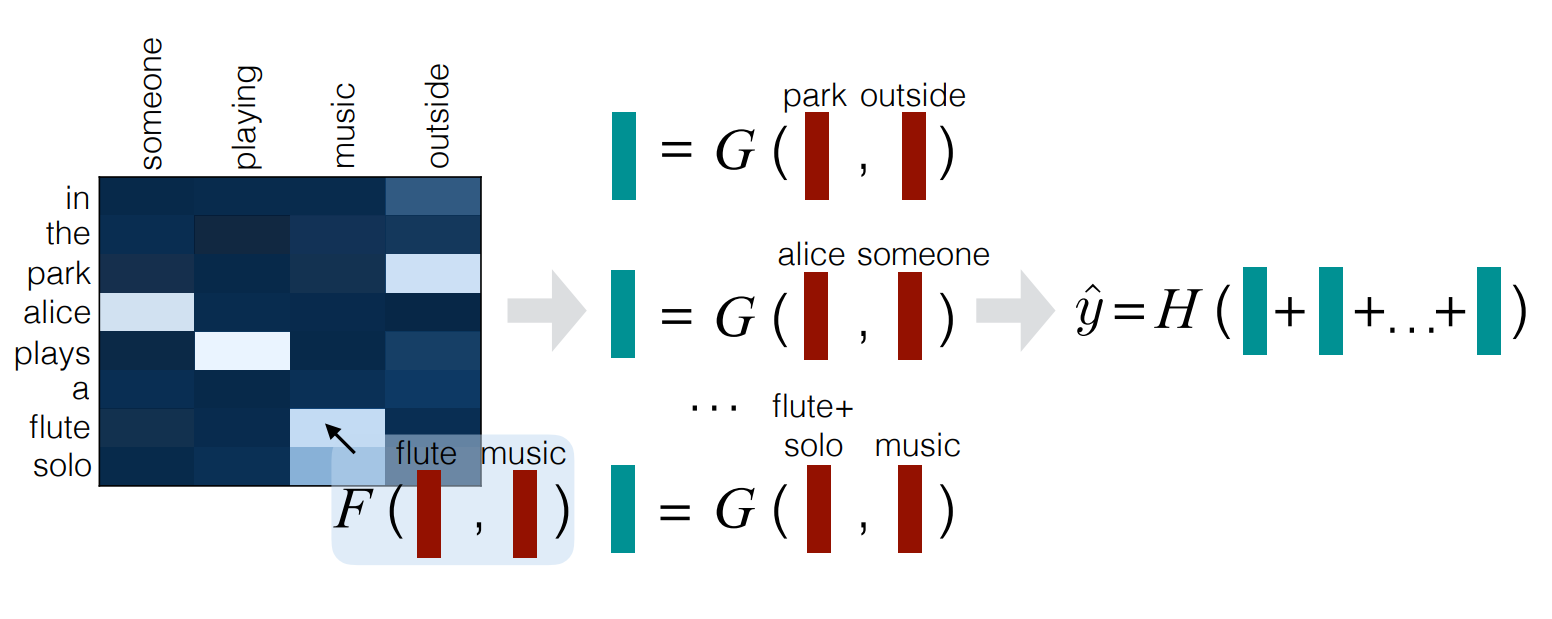 someone
playing
music
outside
in
the
park
alice
plays
a
flute
solo
flute music
F ( , )
park outside
= G ( , )
alice someone
= G ( , )
...
flute+
solo music
= G ( , )
ŷ = H ( + + ... + )